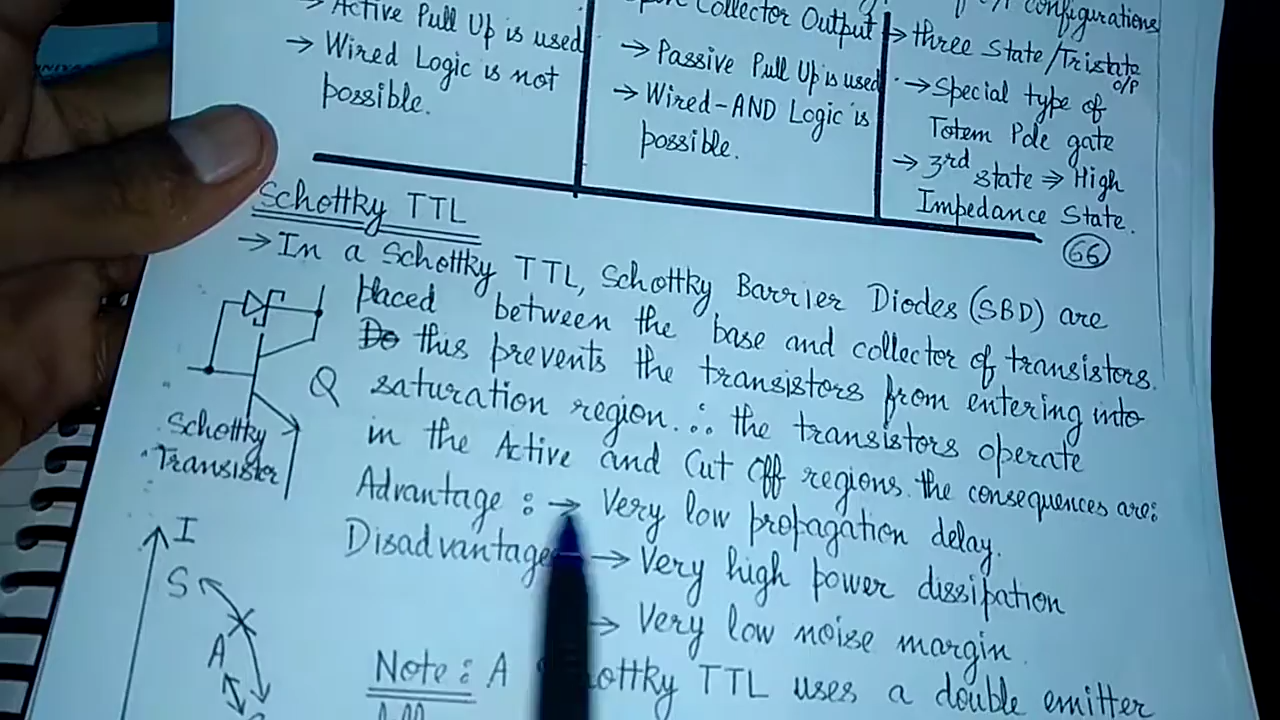 → Active Pull Up is used
→ Wired Logic is not
possible.
Collector Output
→ Passive Pull Up is used
→ Wired-AND Logic is
possible.
configurations
→ three State/Tristate
O/P
→ Special type of
Totem Pole gate
→ 3rd state ⇒ High
Impedance State.
66
Schottky TTL
→ In a Schottky TTL, Schottky Barrier Diodes (SBD) are
placed between the base and collector of transistors.
this prevents the transistors from entering into
saturation region. ∴ the transistors operate
in the Active and Cut Off regions. the consequences are:
Advantage : → Very low propagation delay.
Disadvantage → Very high power dissipation
→ Very low noise margin.
Note : A Schottky TTL uses a double emitter
Q
Schottky
Transister
I
S
A